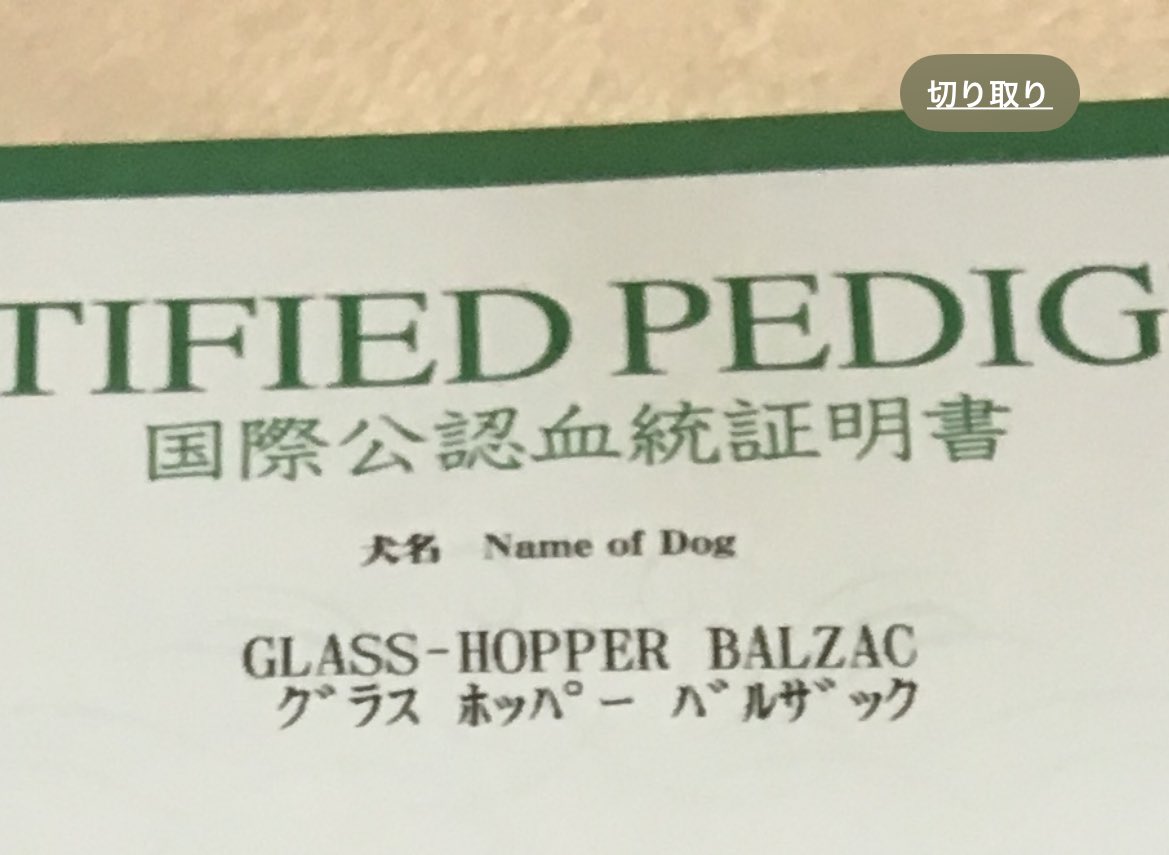 切り取り
TIFIED PEDIG
国際公認血統証明書
犬名 Name of Dog
GLASS-HOPPER BALZAC
グラス ホッパー バルザック